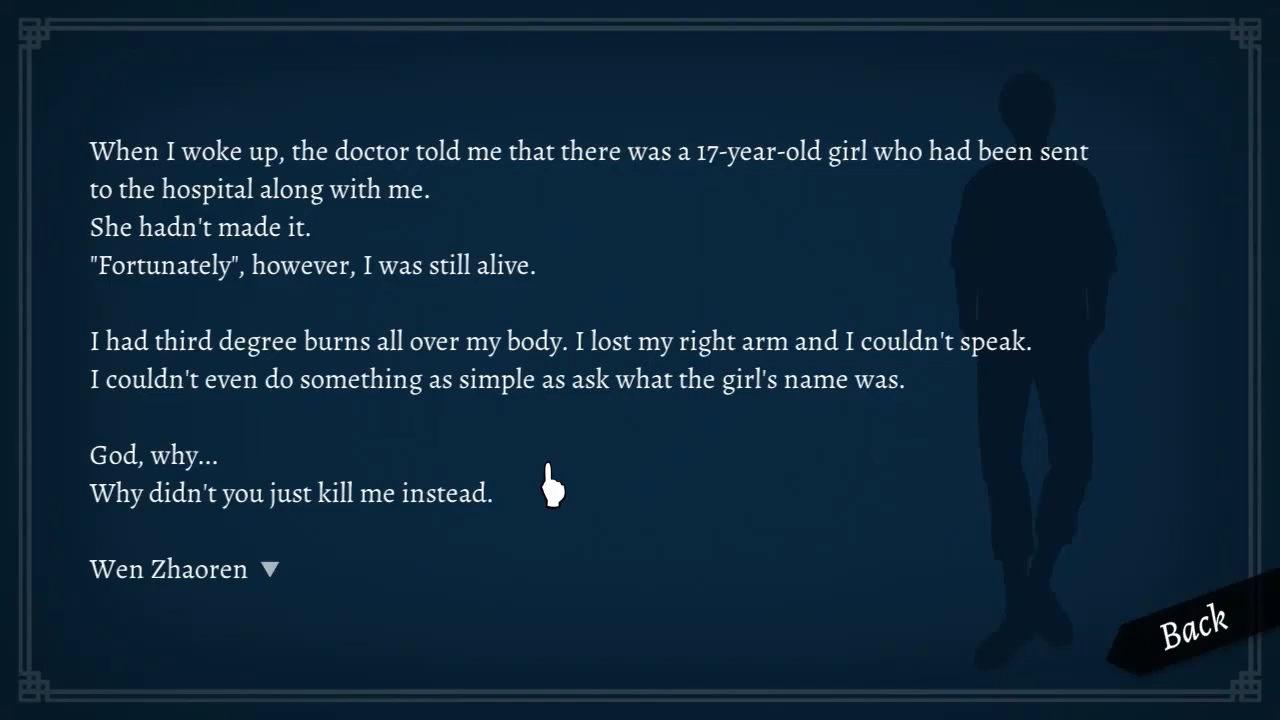 When I woke up, the doctor told me that there was a 17-year-old girl who had been sent
to the hospital along with me.
She hadn't made it.
"Fortunately", however, I was still alive.
I had third degree burns all over my body. I lost my right arm and I couldn't speak.
I couldn't even do something as simple as ask what the girl's name was.
God, why...
Why didn't you just kill me instead.
Wen Zhaoren
Back